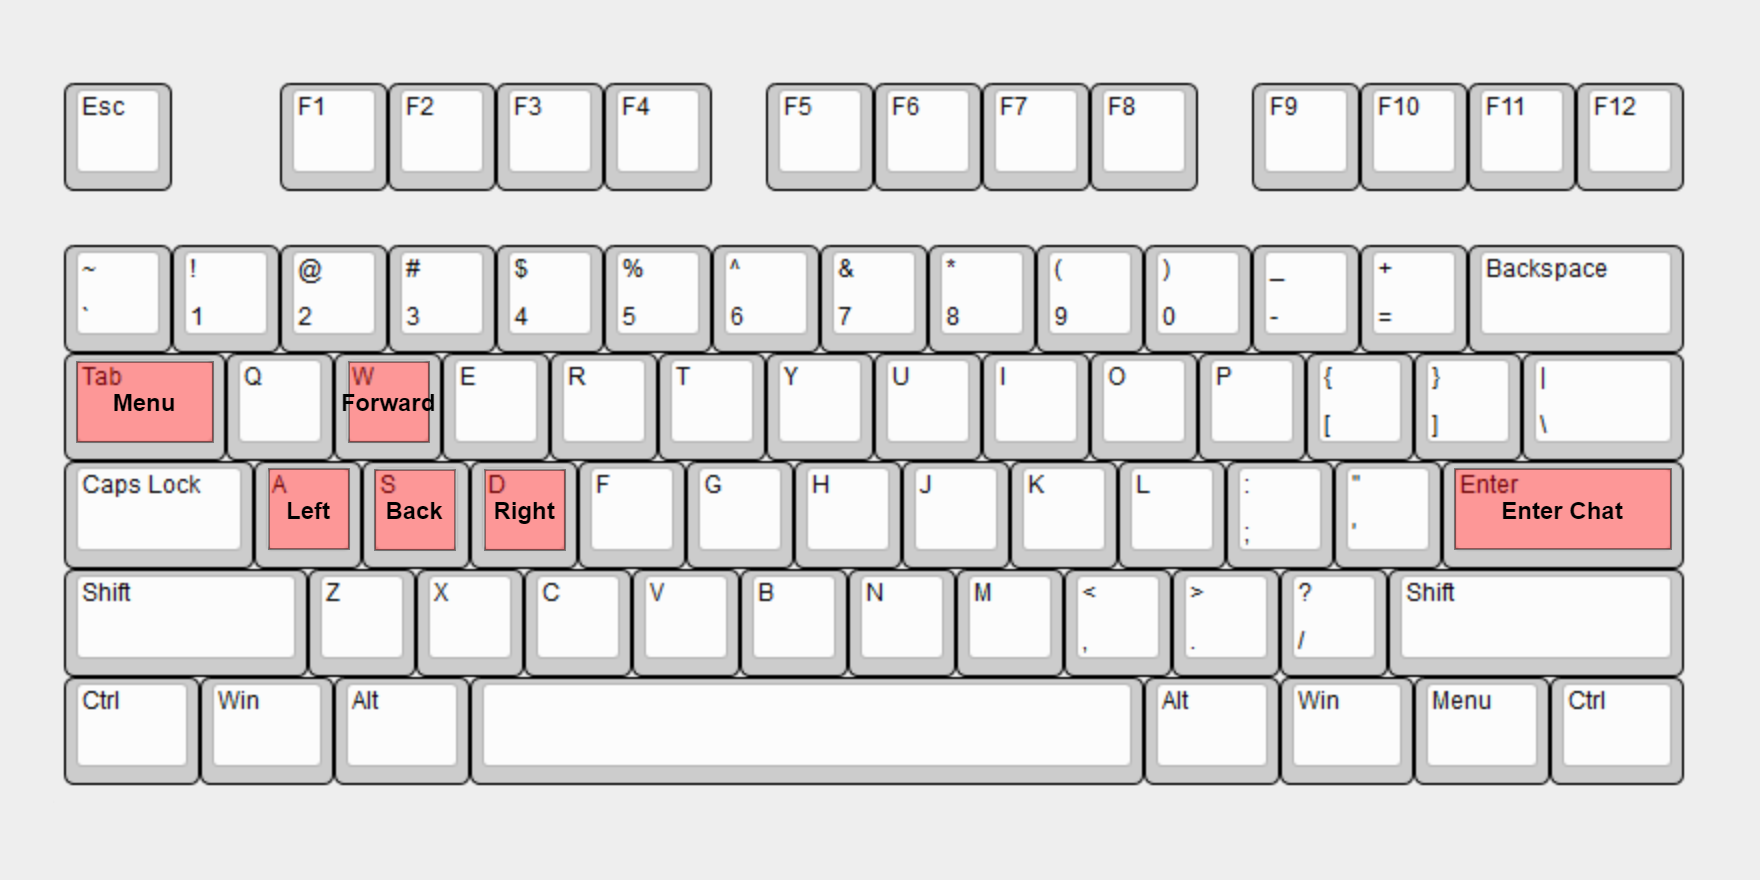 Esc F1 F2 F3 F4 F5 F6 F7 F8 F9 F10 F11 F12
~ ! @ # $ % ^ & * ( ) _ + Backspace
` 1 2 3 4 5 6 7 8 9 0 - =
Tab Q W E R T Y U I O P { } |
Menu Forward [ ] \
Caps Lock A S D F G H J K L : " Enter
Left Back Right ; ' Enter Chat
Shift Z X C V B N M < > ? Shift
, . /
Ctrl Win Alt Alt Win Menu Ctrl